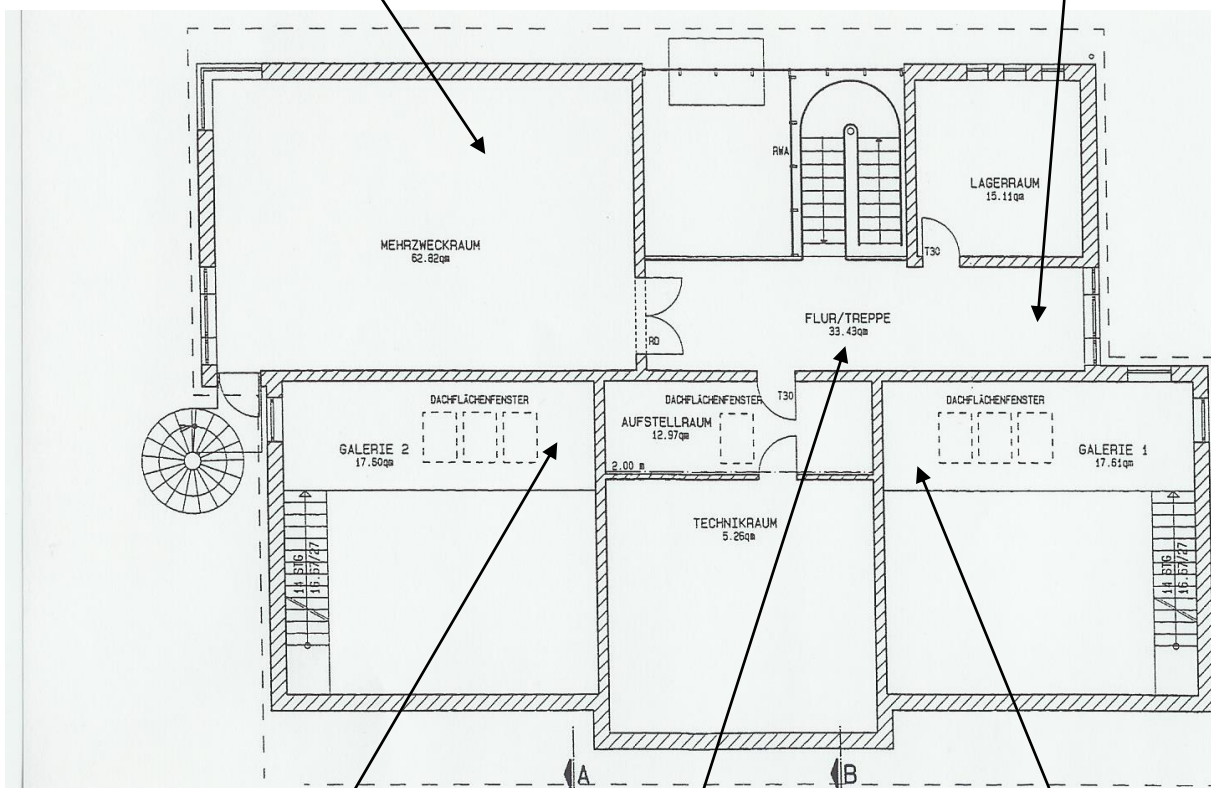 RWA
LAGERRAUM
15.11qm
MEHRZWECKRAUM
62.82qm
T30
FLUR/TREPPE
33.43qm
RD
DACHFLÄCHENFENSTER
DACHFLÄCHENFENSTER
T30
DACHFLÄCHENFENSTER
AUFSTELLRAUM
12.97qm
GALERIE 2
17.50qm
GALERIE 1
17.61qm
2.00 m
TECHNIKRAUM
5.26qm
14 STG
16.67/27
14 STG
16.67/27
A
B